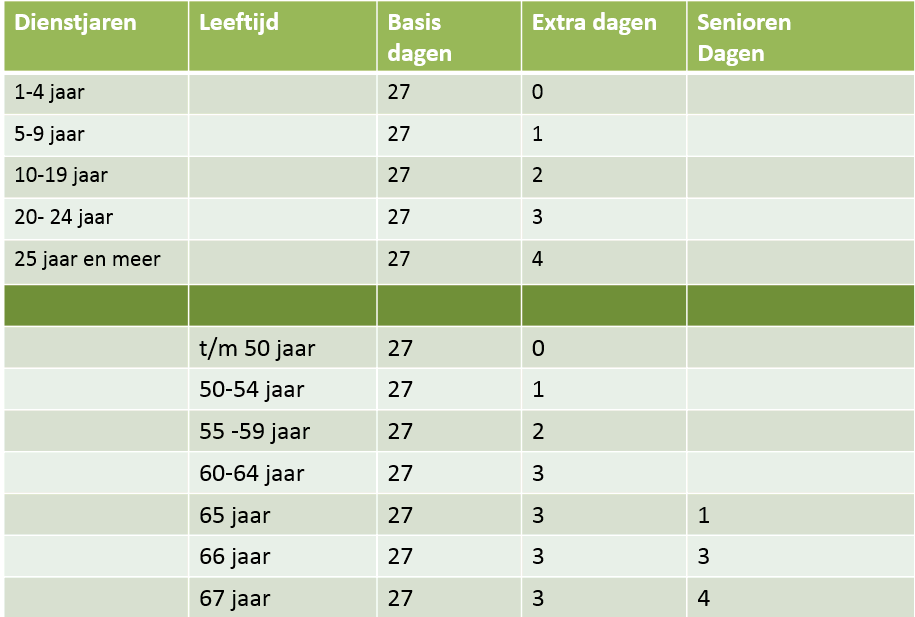 Dienstjaren Leeftijd Basis dagen Extra dagen Senioren Dagen
1-4 jaar 27 0
5-9 jaar 27 1
10-19 jaar 27 2
20- 24 jaar 27 3
25 jaar en meer 27 4
t/m 50 jaar 27 0
50-54 jaar 27 1
55 -59 jaar 27 2
60-64 jaar 27 3
65 jaar 27 3 1
66 jaar 27 3 3
67 jaar 27 3 4